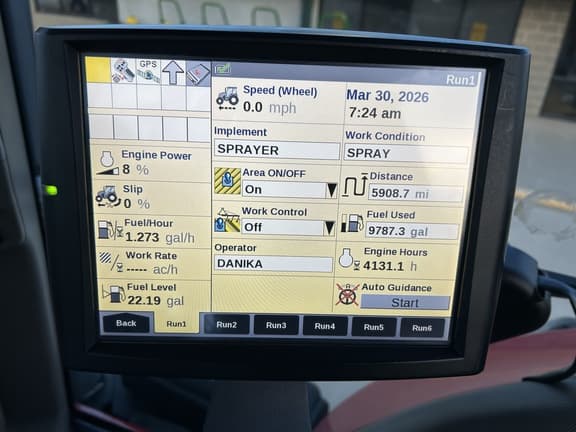 GPS
Run1
Speed (Wheel)
0.0 mph
Mar 30, 2026
7:24 am
Implement
SPRAYER
Work Condition
SPRAY
Engine Power
8 %
Area ON/OFF
On
Distance
5908.7 mi
Slip
0 %
Work Control
Off
Fuel Used
9787.3 gal
Fuel/Hour
1.273 gal/h
Operator
DANIKA
Engine Hours
4131.1 h
Work Rate
----- ac/h
Auto Guidance
Start
Fuel Level
22.19 gal
Back
Run1
Run2
Run3
Run4
Run5
Run6